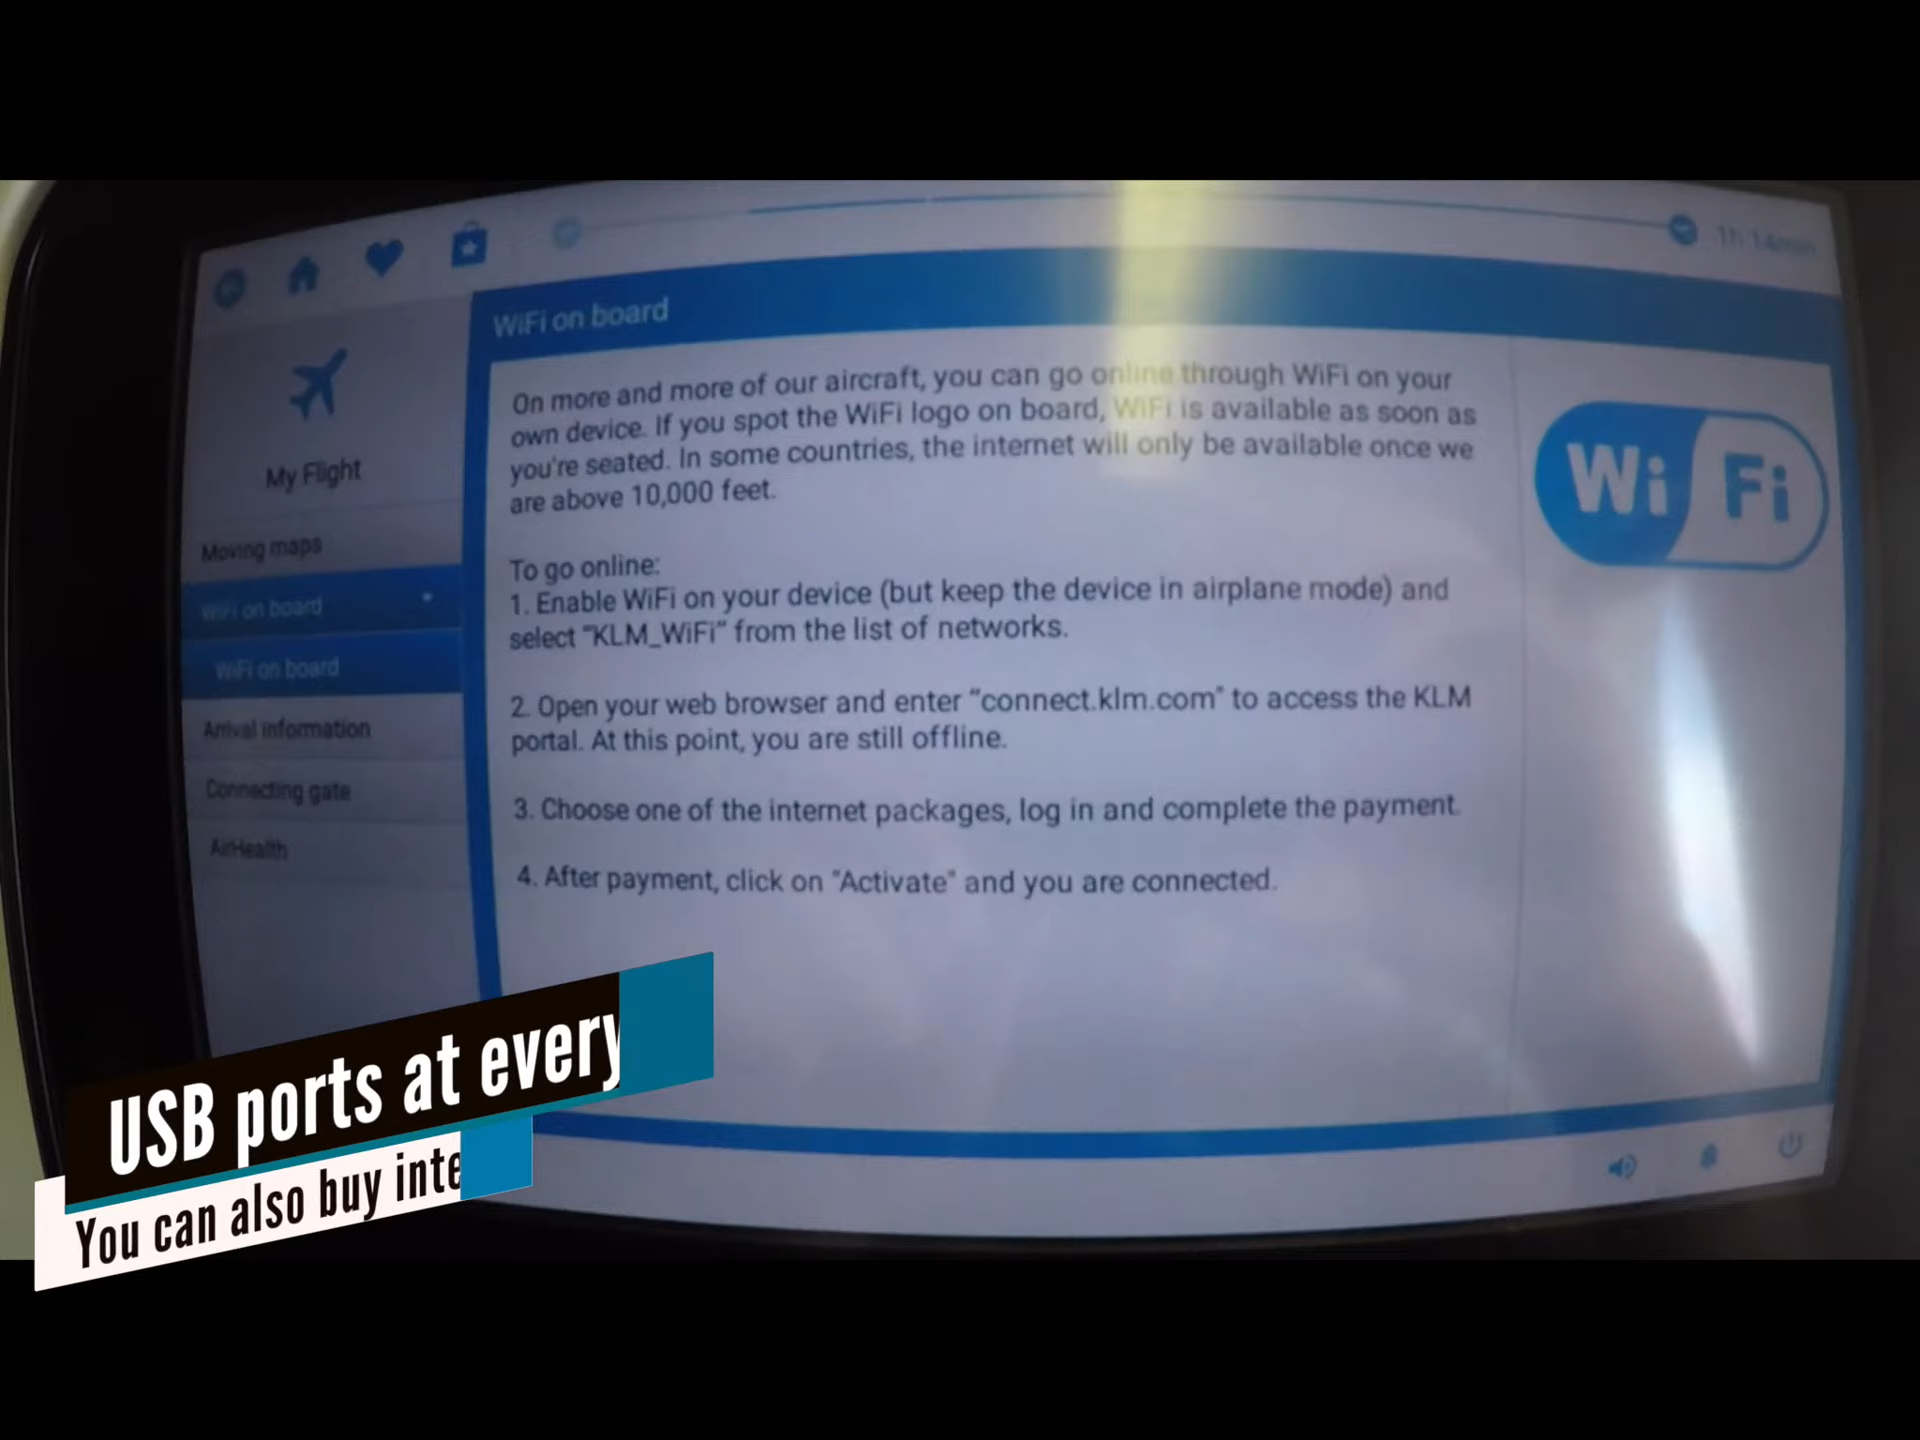 1h 14min
WiFi on board
My Flight
Moving maps
WiFi on board
WiFi on board
Arrival information
Connecting gate
AirHealth
On more and more of our aircraft, you can go online through WiFi on your
own device. If you spot the WiFi logo on board, WiFi is available as soon as
you're seated. In some countries, the internet will only be available once we
are above 10,000 feet.
To go online:
1. Enable WiFi on your device (but keep the device in airplane mode) and
select "KLM_WiFi" from the list of networks.
2. Open your web browser and enter "connect.klm.com" to access the KLM
portal. At this point, you are still offline.
3. Choose one of the internet packages, log in and complete the payment.
4. After payment, click on "Activate" and you are connected.
Wi Fi
USB ports at every
You can also buy inte